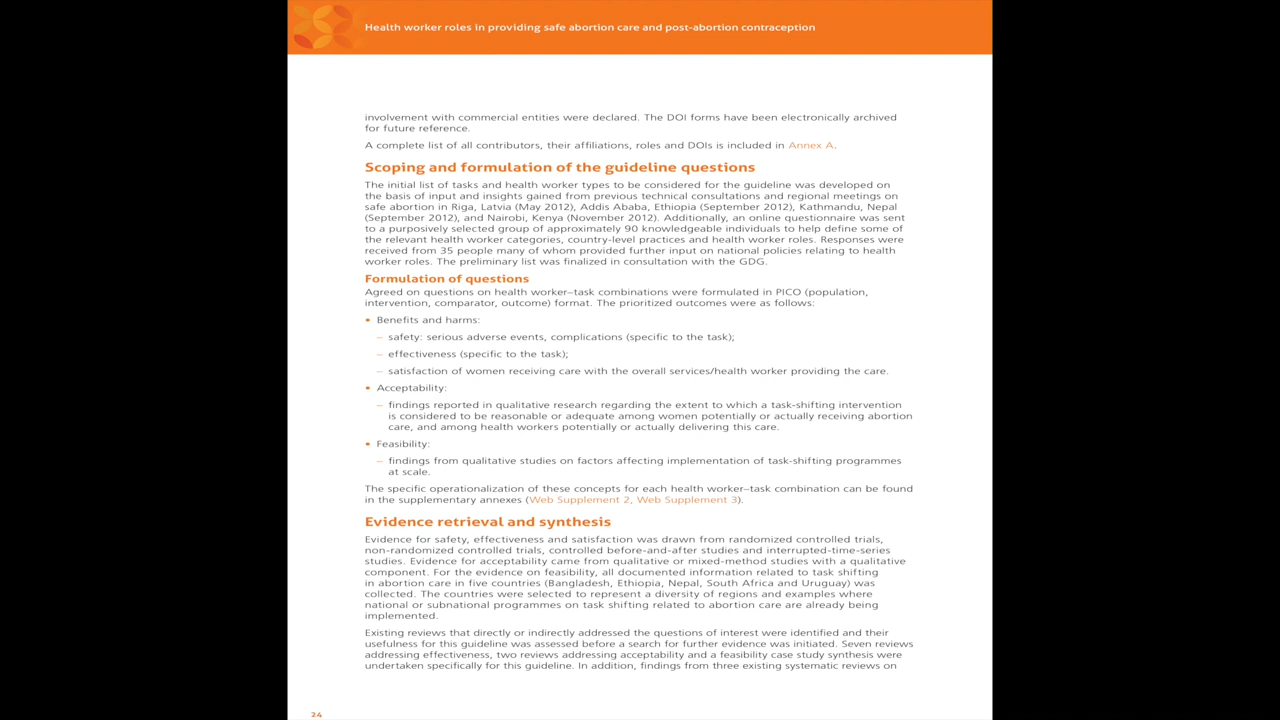 Health worker roles in providing safe abortion care and post-abortion contraception
involvement with commercial entities were declared. The DOI forms have been electronically archived
for future reference.
A complete list of all contributors, their affiliations, roles and DOIs is included in Annex A.
Scoping and formulation of the guideline questions
The initial list of tasks and health worker types to be considered for the guideline was developed on
the basis of input and insights gained from previous technical consultations and regional meetings on
safe abortion in Riga, Latvia (May 2012), Addis Ababa, Ethiopia (September 2012), Kathmandu, Nepal
(September 2012), and Nairobi, Kenya (November 2012). Additionally, an online questionnaire was sent
to a purposively selected group of approximately 90 knowledgeable individuals to help define some of
the relevant health worker categories, country-level practices and health worker roles. Responses were
received from 35 people many of whom provided further input on national policies relating to health
worker roles. The preliminary list was finalized in consultation with the GDG.
Formulation of questions
Agreed on questions on health worker–task combinations were formulated in PICO (population,
intervention, comparator, outcome) format. The prioritized outcomes were as follows:
• Benefits and harms:
– safety: serious adverse events, complications (specific to the task);
– effectiveness (specific to the task);
– satisfaction of women receiving care with the overall services/health worker providing the care.
• Acceptability:
– findings reported in qualitative research regarding the extent to which a task-shifting intervention
is considered to be reasonable or adequate among women potentially or actually receiving abortion
care, and among health workers potentially or actually delivering this care.
• Feasibility:
– findings from qualitative studies on factors affecting implementation of task-shifting programmes
at scale.
The specific operationalization of these concepts for each health worker–task combination can be found
in the supplementary annexes (Web Supplement 2, Web Supplement 3).
Evidence retrieval and synthesis
Evidence for safety, effectiveness and satisfaction was drawn from randomized controlled trials,
non-randomized controlled trials, controlled before-and-after studies and interrupted-time-series
studies. Evidence for acceptability came from qualitative or mixed-method studies with a qualitative
component. For the evidence on feasibility, all documented information related to task shifting
in abortion care in five countries (Bangladesh, Ethiopia, Nepal, South Africa and Uruguay) was
collected. The countries were selected to represent a diversity of regions and examples where
national or subnational programmes on task shifting related to abortion care are already being
implemented.
Existing reviews that directly or indirectly addressed the questions of interest were identified and their
usefulness for this guideline was assessed before a search for further evidence was initiated. Seven reviews
addressing effectiveness, two reviews addressing acceptability and a feasibility case study synthesis were
undertaken specifically for this guideline. In addition, findings from three existing systematic reviews on
24